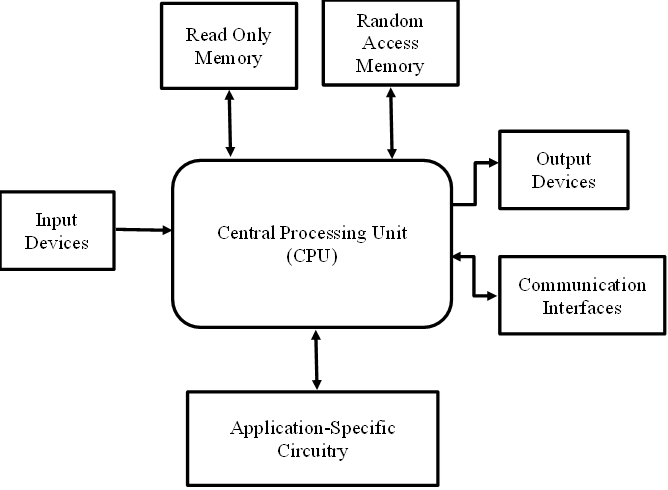 Read Only
Memory
Random
Access
Memory
Output
Devices
Input
Devices
Central Processing Unit
(CPU)
Communication
Interfaces
Application-Specific
Circuitry